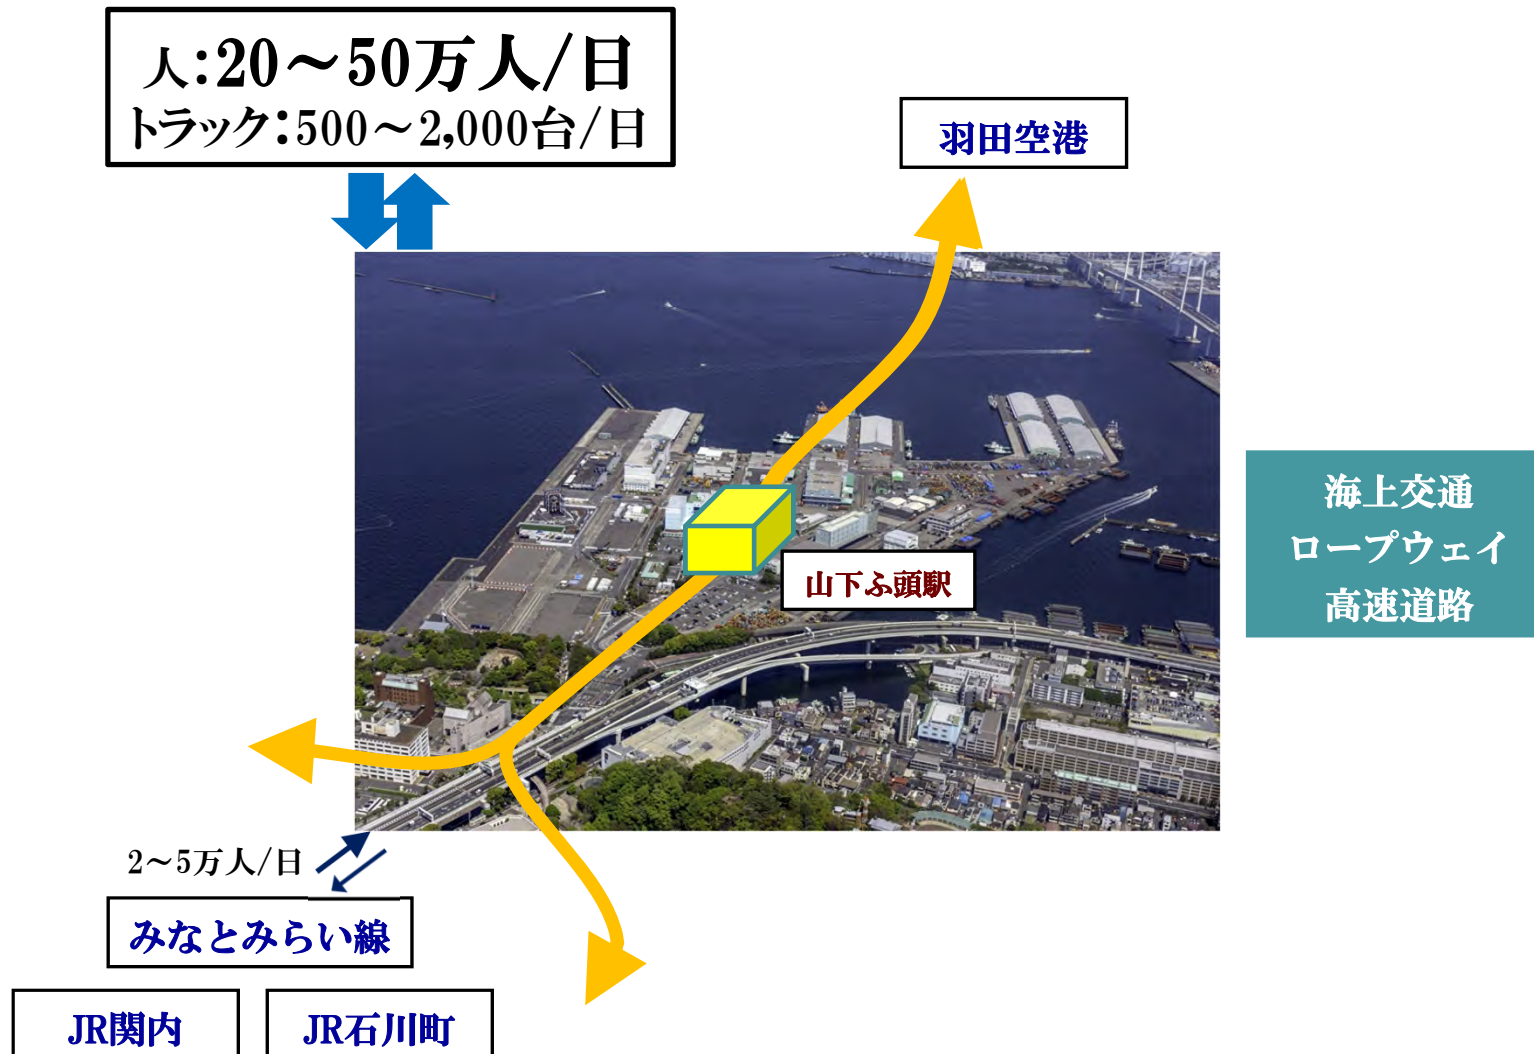 人:20～50万人/日
トラック:500～2,000台/日
羽田空港
海上交通
ロープウェイ
高速道路
山下ふ頭駅
2～5万人/日
みなとみらい線
JR関内
JR石川町